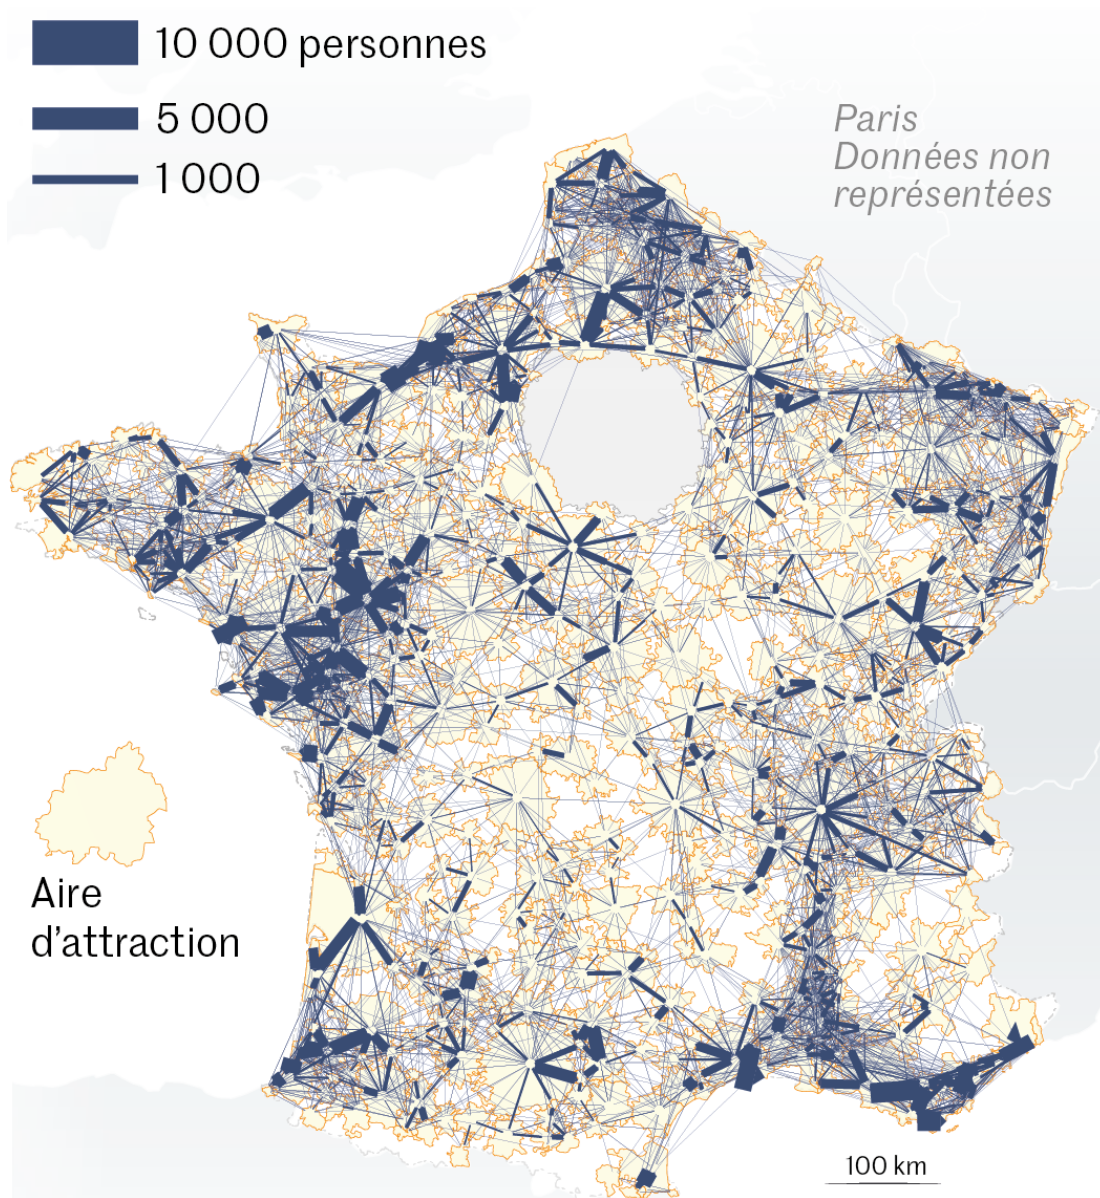 10 000 personnes
5 000
1 000
Paris
Données non
représentées
Aire
d’attraction
100 km